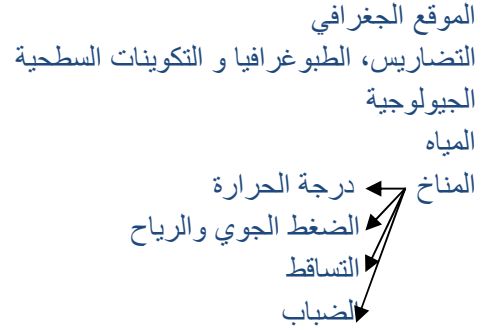 الموقع الجغرافي
التضاريس، الطبوغرافيا و التكوينات السطحية
الجيولوجية
المياه
المناخ درجة الحرارة
الضغط الجوي والرياح
التساقط
الضباب